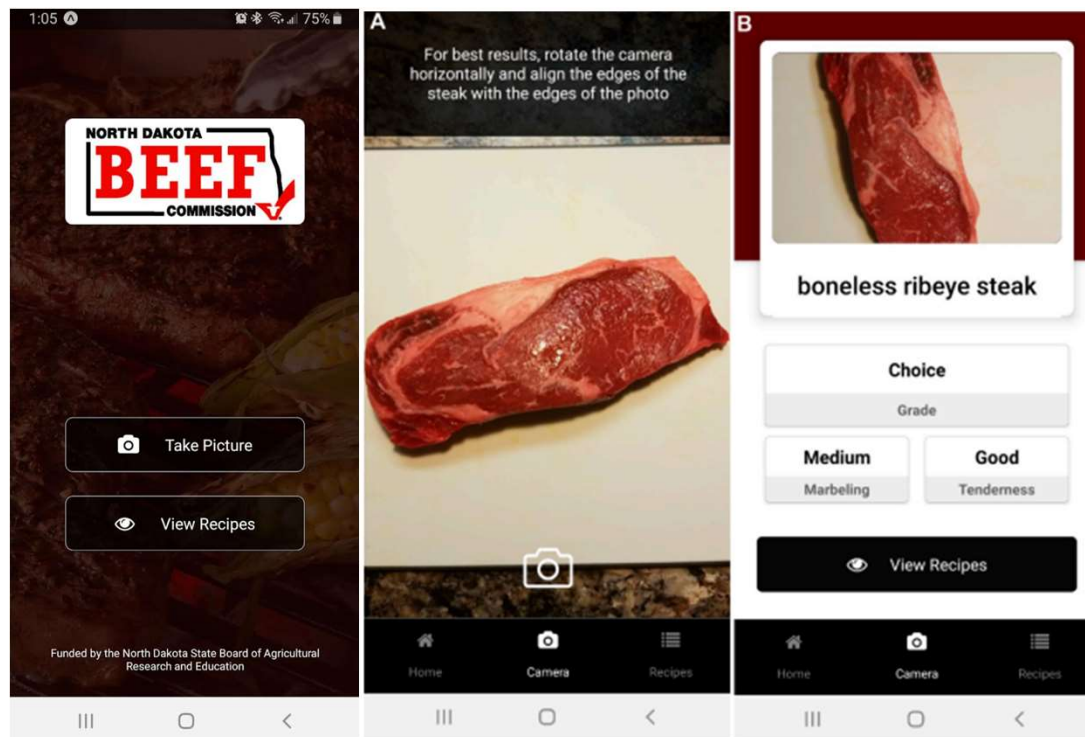 1:05
75%
NORTH DAKOTA
BEEF
COMMISSION
Take Picture
View Recipes
Funded by the North Dakota State Board of Agricultural
Research and Education
A
For best results, rotate the camera
horizontally and align the edges of the
steak with the edges of the photo
Home
Camera
Recipes
B
boneless ribeye steak
Choice
Grade
Medium
Marbeling
Good
Tenderness
View Recipes
Home
Camera
Recipes